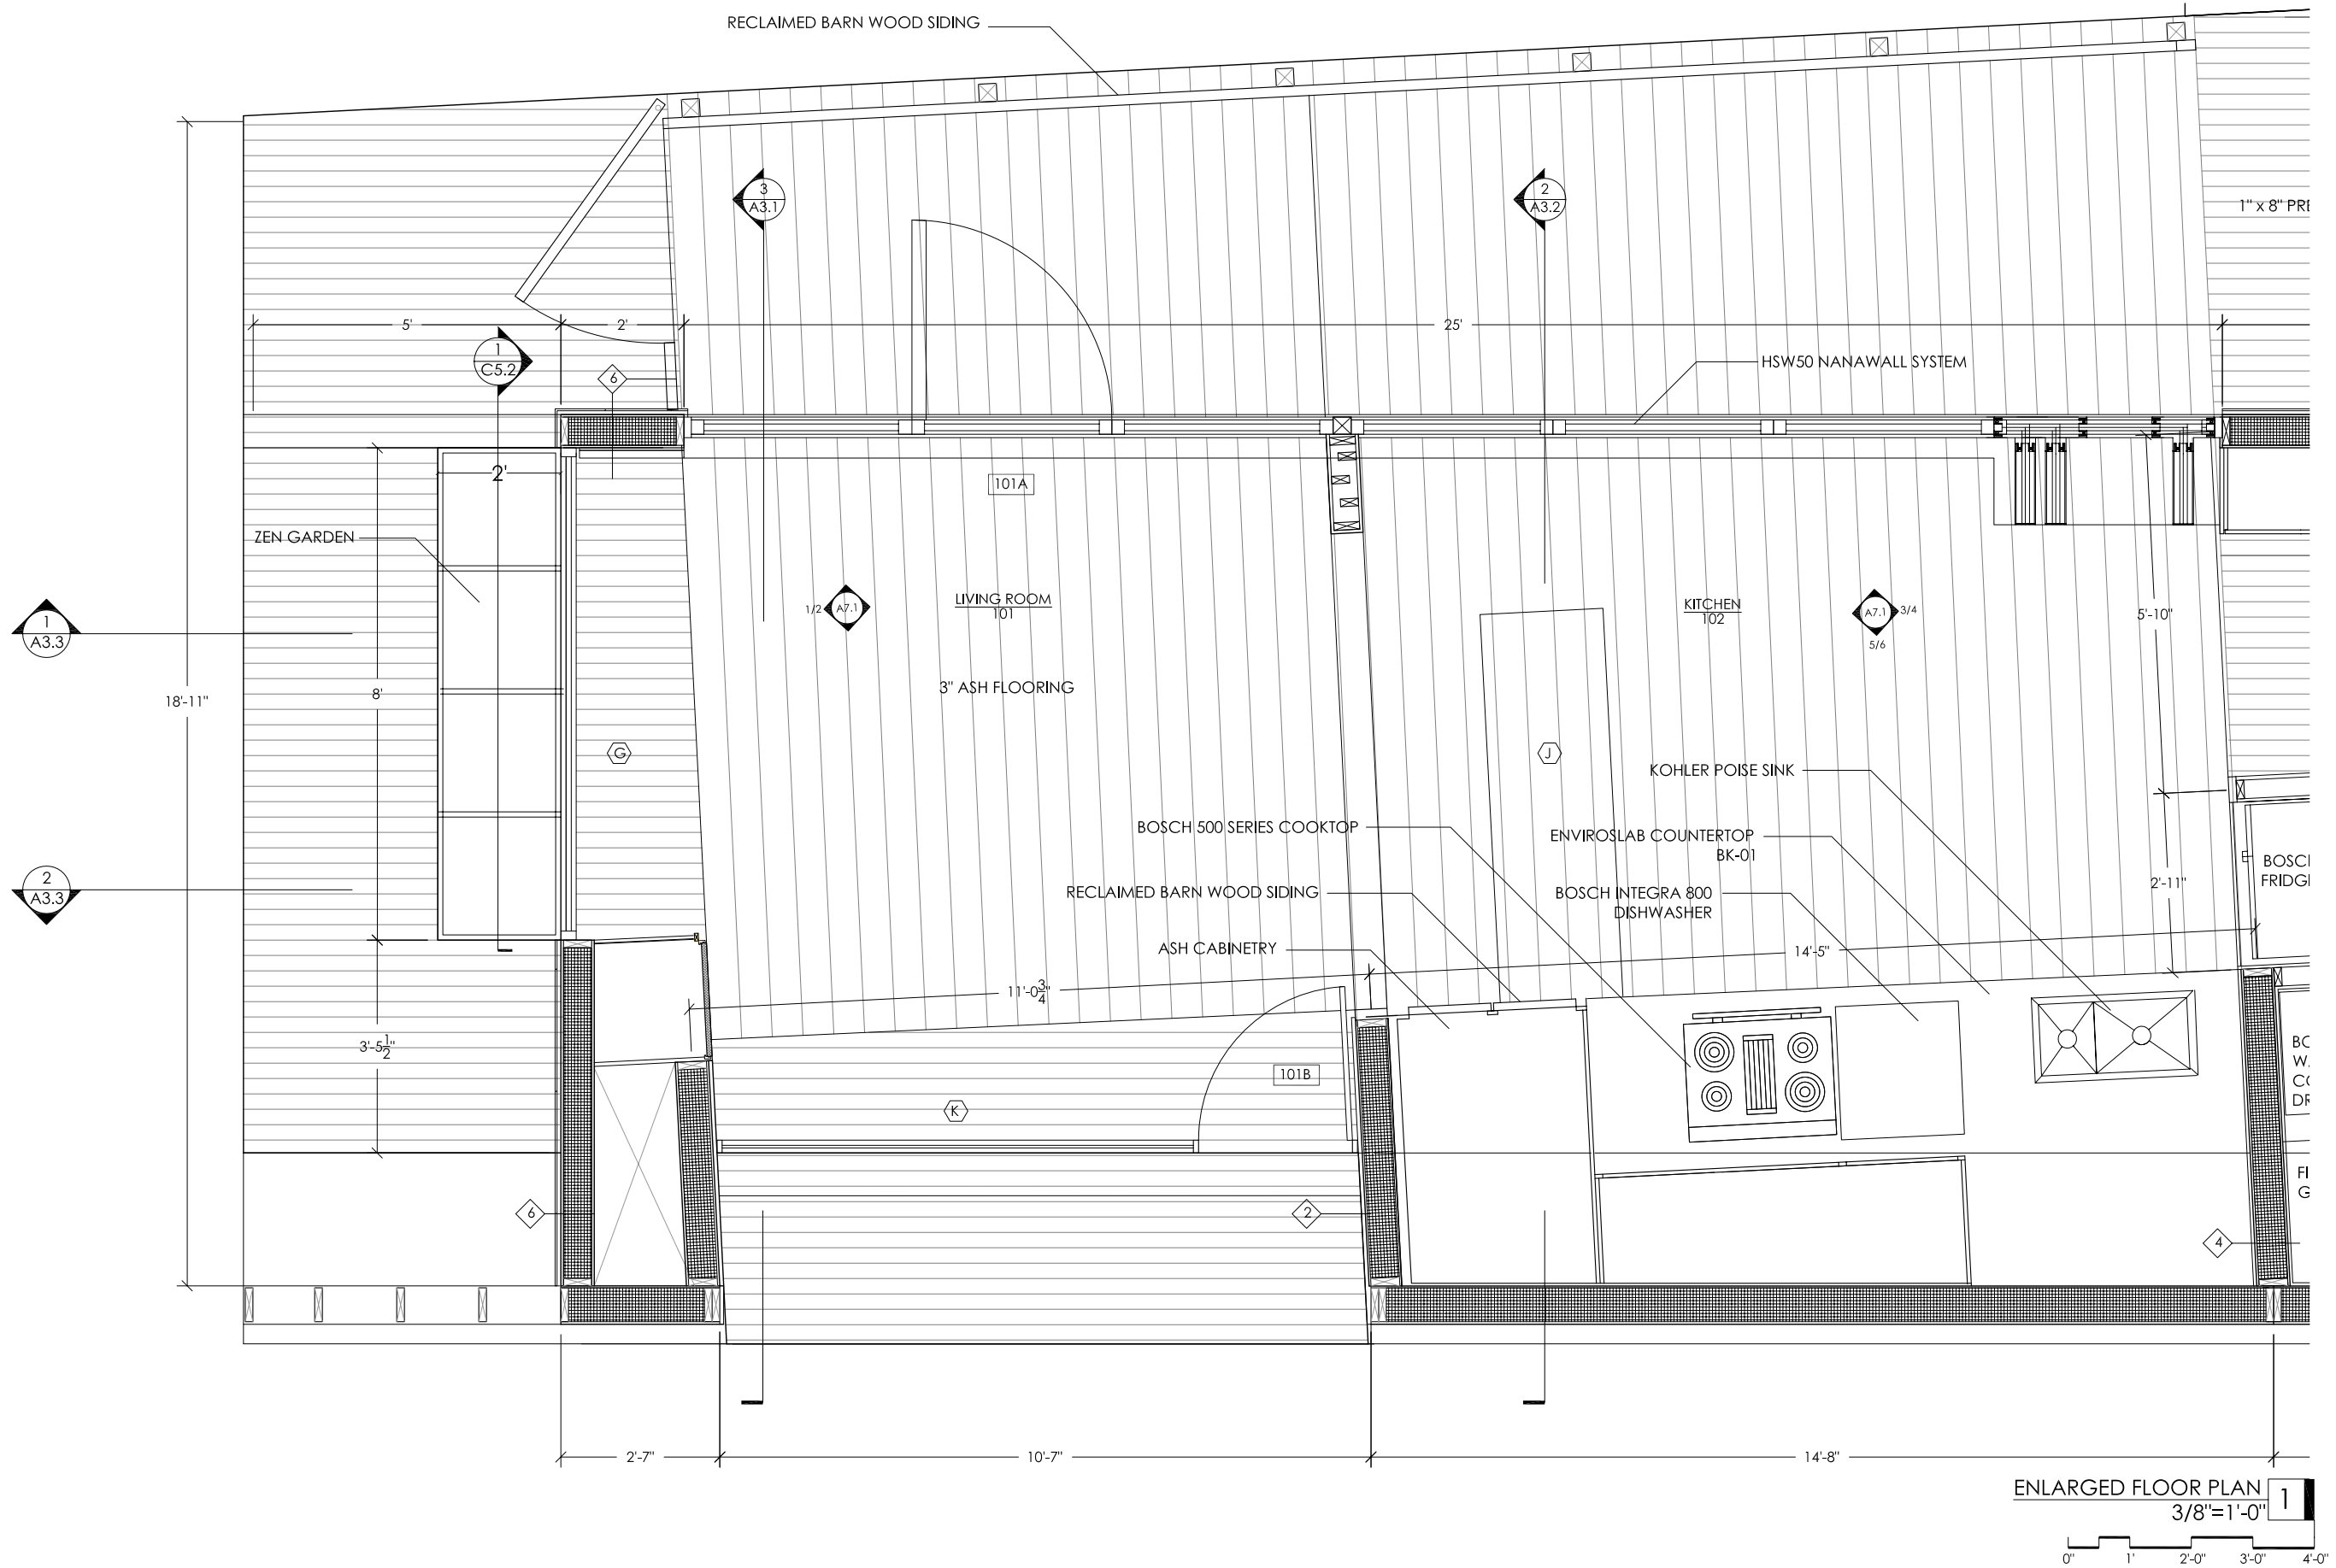 RECLAIMED BARN WOOD SIDING
3
A3.1
2
A3.2
1" x 8" PRE
5'
2'
25'
1
C5.2
6
HSW50 NANAWALL SYSTEM
2'
101A
ZEN GARDEN
1
A3.3
1/2
A7.1
LIVING ROOM
101
KITCHEN
102
A7.1
3/4
5/6
5'-10"
18'-11"
8'
3" ASH FLOORING
G
J
KOHLER POISE SINK
BOSCH 500 SERIES COOKTOP
ENVIROSLAB COUNTERTOP
BK-01
BOSCH
FRIDGE
2
A3.3
RECLAIMED BARN WOOD SIDING
BOSCH INTEGRA 800
DISHWASHER
2'-11"
ASH CABINETRY
14'-5"
11'-0 3/4"
3'-5 1/2"
101B
K
BO
W.
CO
DR
FI
G
6
2
4
2'-7"
10'-7"
14'-8"
ENLARGED FLOOR PLAN
3/8"=1'-0"
1
0"
1'
2'-0"
3'-0"
4'-0"